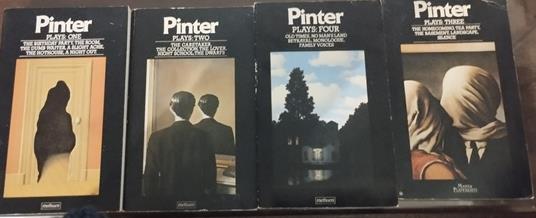 Pinter
PLAYS: ONE
THE BIRTHDAY PARTY, THE ROOM,
THE DUMB WAITER, A SLIGHT ACHE,
THE HOTHOUSE, A NIGHT OUT.
methuen
Pinter
PLAYS: TWO
THE CARETAKER,
THE COLLECTION, THE LOVER,
NIGHT SCHOOL, THE DWARFS
methuen
Pinter
PLAYS: FOUR
OLD TIMES, NO MAN'S LAND
BETRAYAL, MONOLOGUE,
FAMILY VOICES
methuen
Pinter
PLAYS: THREE
THE HOMECOMING, TEA PARTY,
THE BASEMENT, LANDSCAPE,
SILENCE